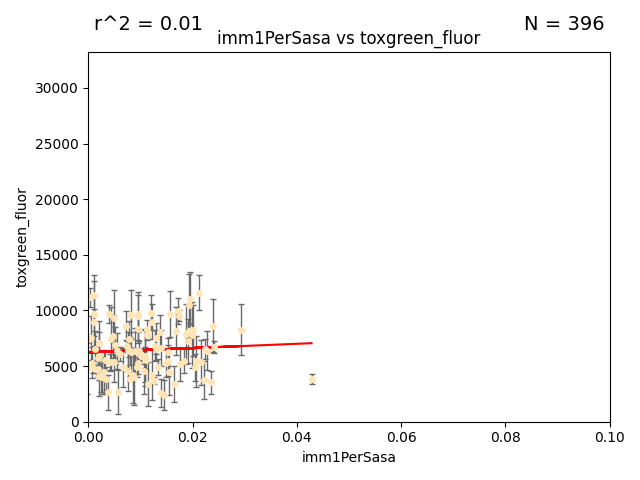 r^2 = 0.01
N = 396
imm1PerSasa vs toxgreen_fluor
30000
25000
20000
15000
10000
5000
0
toxgreen_fluor
0.00
0.02
0.04
0.06
0.08
0.10
imm1PerSasa